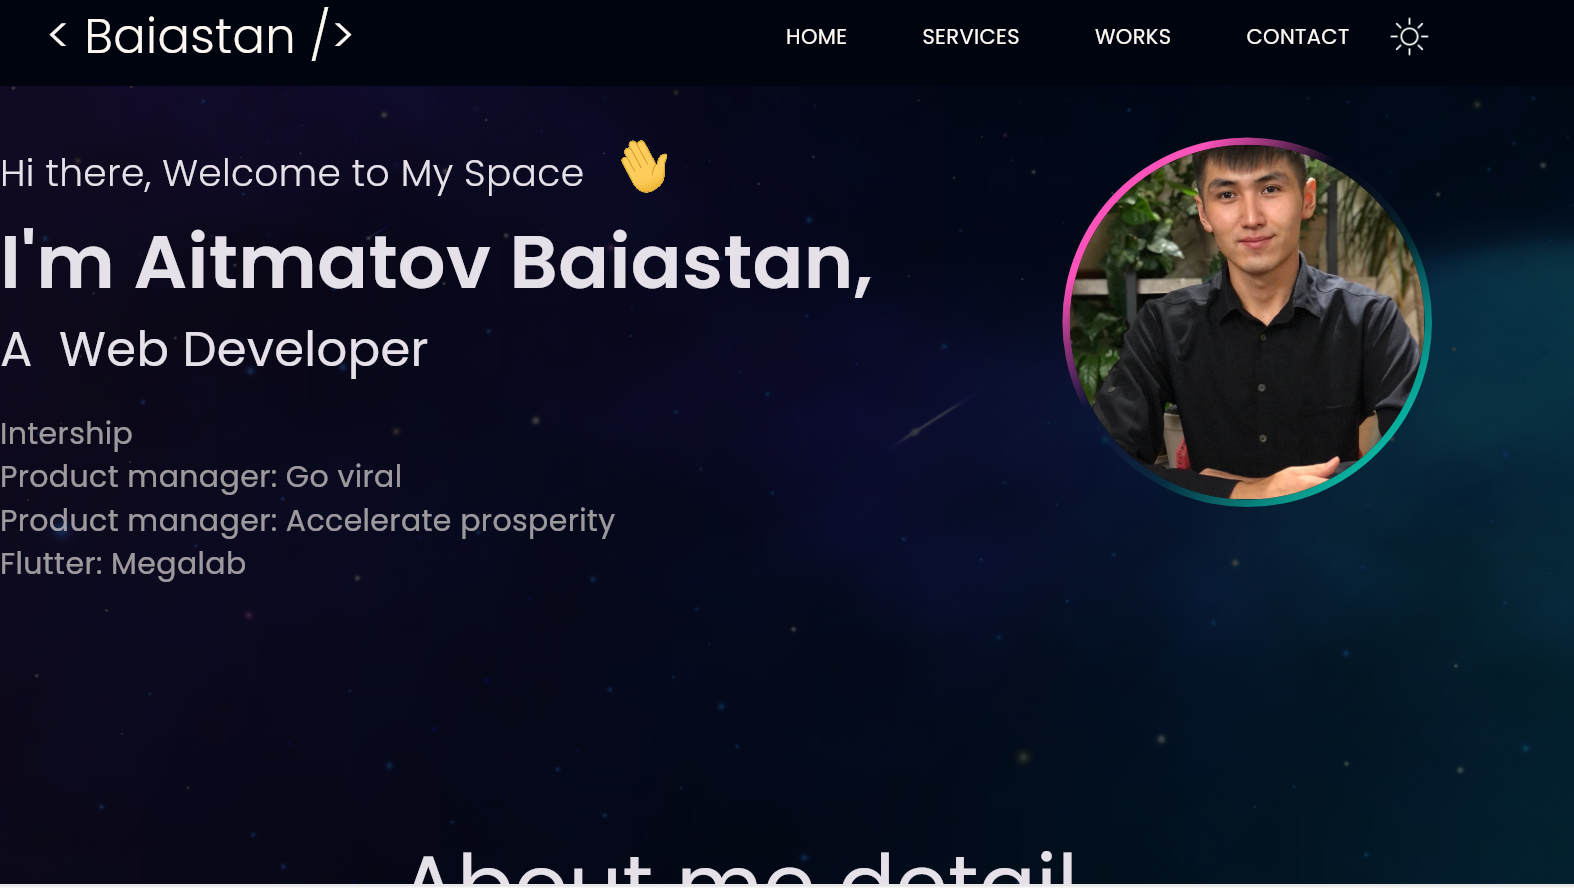 < Baiastan />
HOME SERVICES WORKS CONTACT
Hi there, Welcome to My Space 👋
I'm Aitmatov Baiastan,
A Web Developer
Intership
Product manager: Go viral
Product manager: Accelerate prosperity
Flutter: Megalab
About me detail